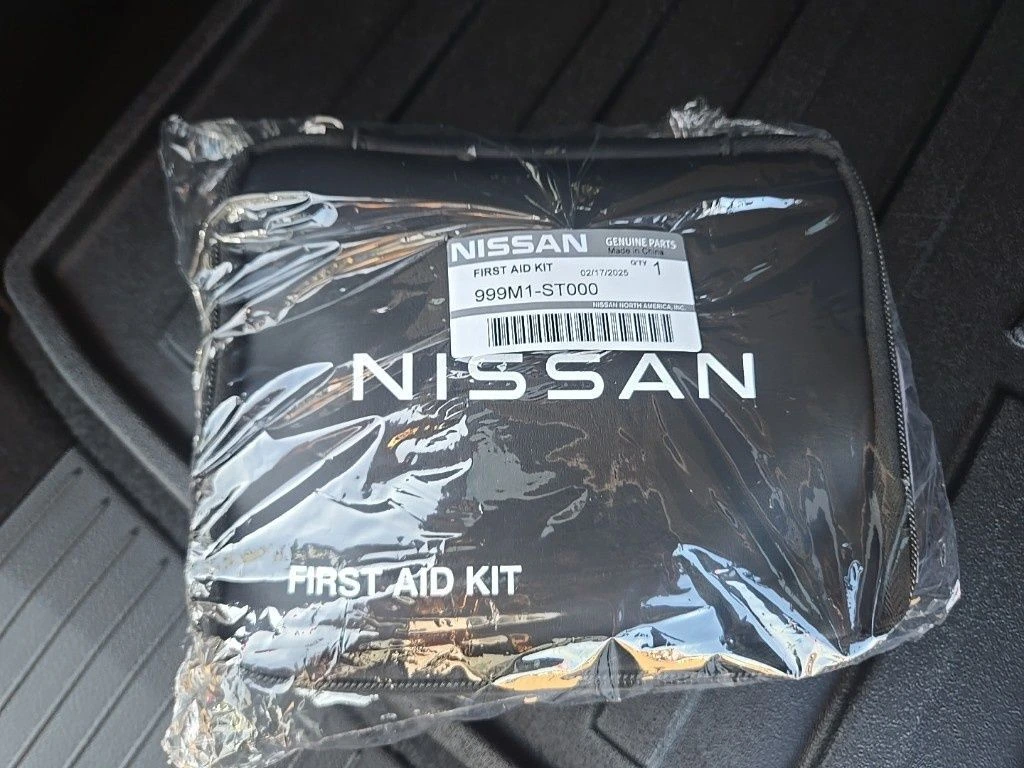 NISSAN GENUINE PARTS
Made in China
FIRST AID KIT 02/17/2025 QTY 1
999M1-ST000
NISSAN NORTH AMERICA, INC.
NISSAN
FIRST AID KIT